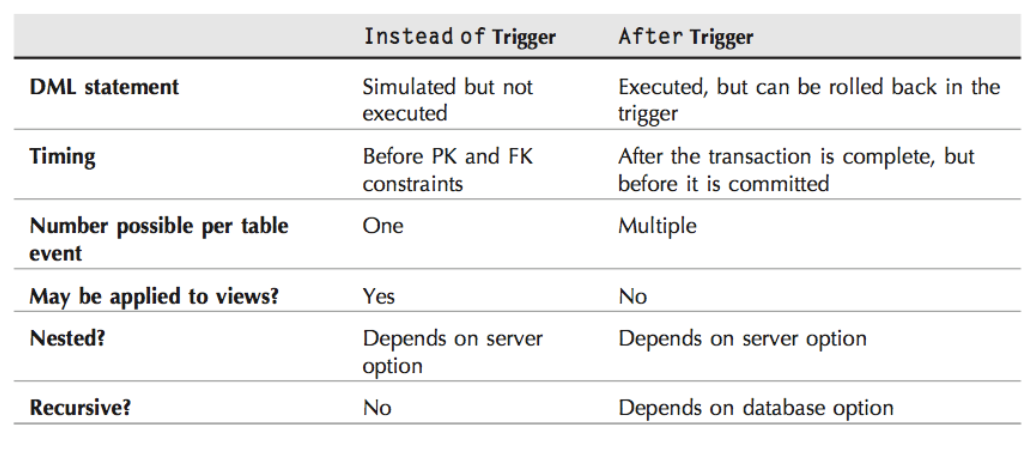 Instead of Trigger After Trigger
DML statement Simulated but not Executed, but can be rolled back in the
executed trigger
Timing Before PK and FK After the transaction is complete, but
constraints before it is committed
Number possible per table One Multiple
event
May be applied to views? Yes No
Nested? Depends on server Depends on server option
option
Recursive? No Depends on database option